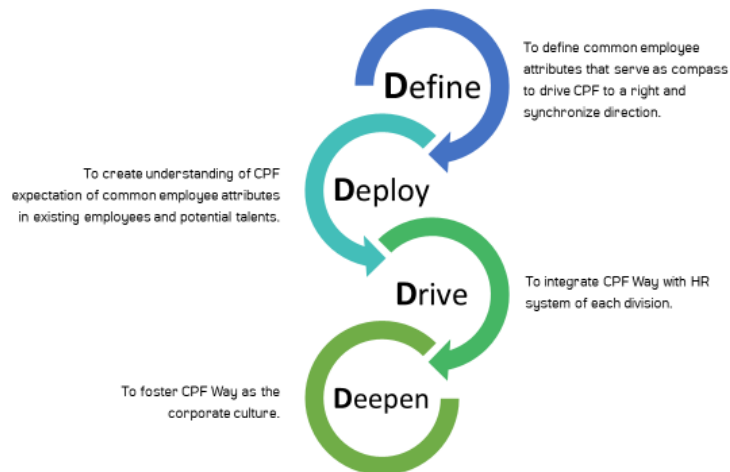 Define
To define common employee
attributes that serve as compass
to drive CPF to a right and
synchronize direction.
To create understanding of CPF
expectation of common employee attributes
in existing employees and potential talents.
Deploy
Drive
To integrate CPF Way with HR
system of each division.
To foster CPF Way as the
corporate culture.
Deepen